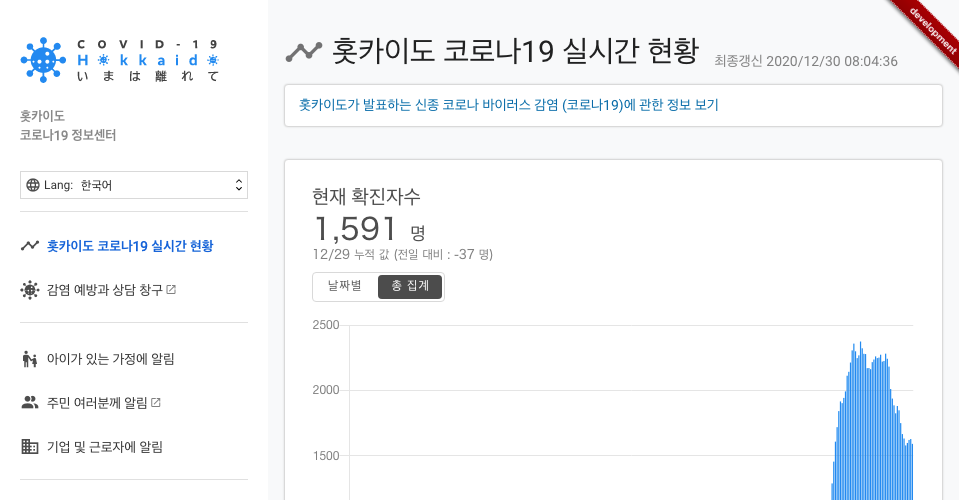 COVID-19
Hokkaido
いまは離れて
홋카이도
코로나19 정보센터
Lang: 한국어
홋카이도 코로나19 실시간 현황
감염 예방과 상담 창구
아이가 있는 가정에 알림
주민 여러분께 알림
기업 및 근로자에 알림
홋카이도 코로나19 실시간 현황
최종갱신 2020/12/30 08:04:36
development
홋카이도가 발표하는 신종 코로나 바이러스 감염 (코로나19)에 관한 정보 보기
현재 확진자수
1,591 명
12/29 누적 값 (전일 대비 : -37 명)
날짜별 총 집계
2500
2000
1500